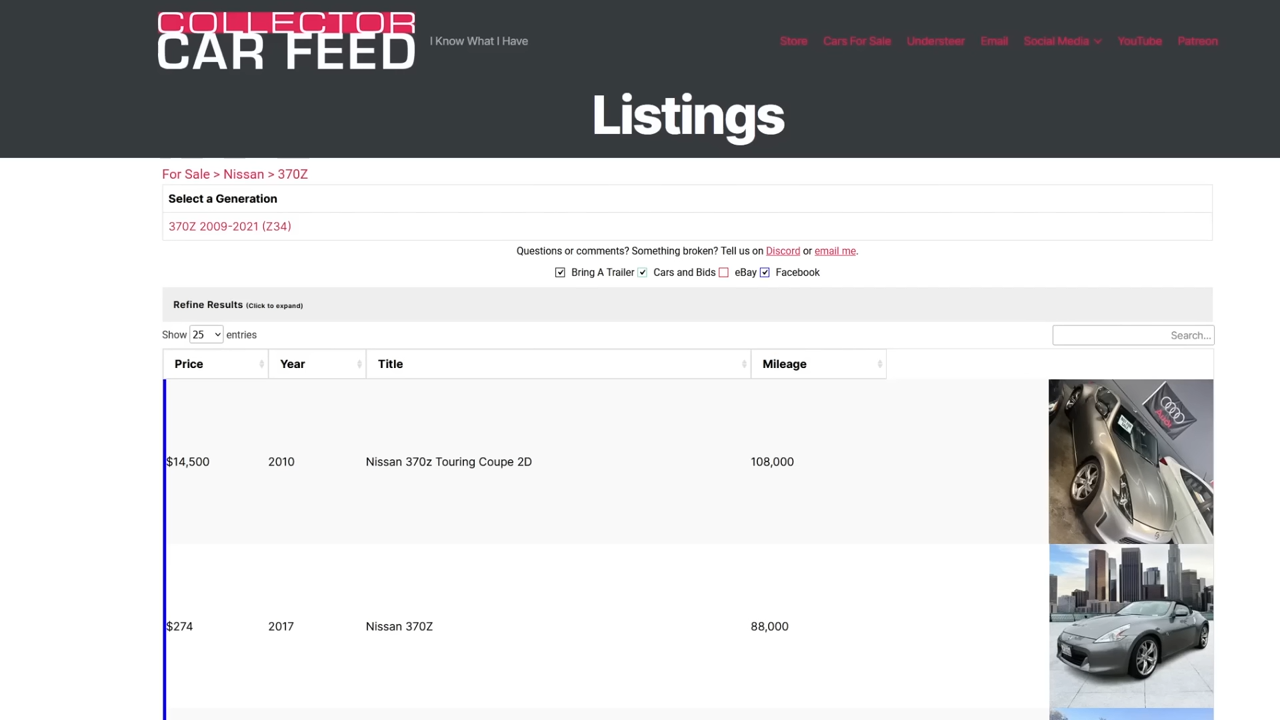 COLLECTOR
CAR FEED
I Know What I Have
Store Cars For Sale Understeer Email Social Media YouTube Patreon
Listings
For Sale > Nissan > 370Z
Select a Generation
370Z 2009-2021 (Z34)
Questions or comments? Something broken? Tell us on Discord or email me.
Bring A Trailer Cars and Bids eBay Facebook
Refine Results (Click to expand)
Show 25 entries
Search...
Price Year Title Mileage
$14,500 2010 Nissan 370z Touring Coupe 2D 108,000
Audi
$274 2017 Nissan 370Z 88,000